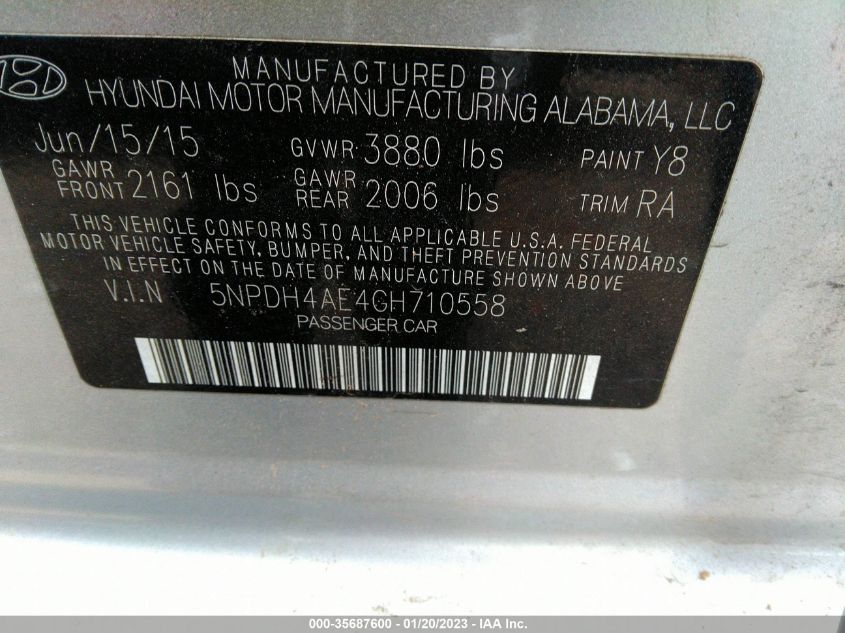 MANUFACTURED BY
HYUNDAI MOTOR MANUFACTURING ALABAMA, LLC
Jun/15/15 GVWR 3880 lbs PAINT Y8
GAWR FRONT 2161 lbs GAWR REAR 2006 lbs TRIM RA
THIS VEHICLE CONFORMS TO ALL APPLICABLE U.S.A. FEDERAL
MOTOR VEHICLE SAFETY, BUMPER, AND THEFT PREVENTION STANDARDS
IN EFFECT ON THE DATE OF MANUFACTURE SHOWN ABOVE
V.I.N 5NPDH4AE4GH710558
PASSENGER CAR
000-35687600 - 01/20/2023 - IAA Inc.